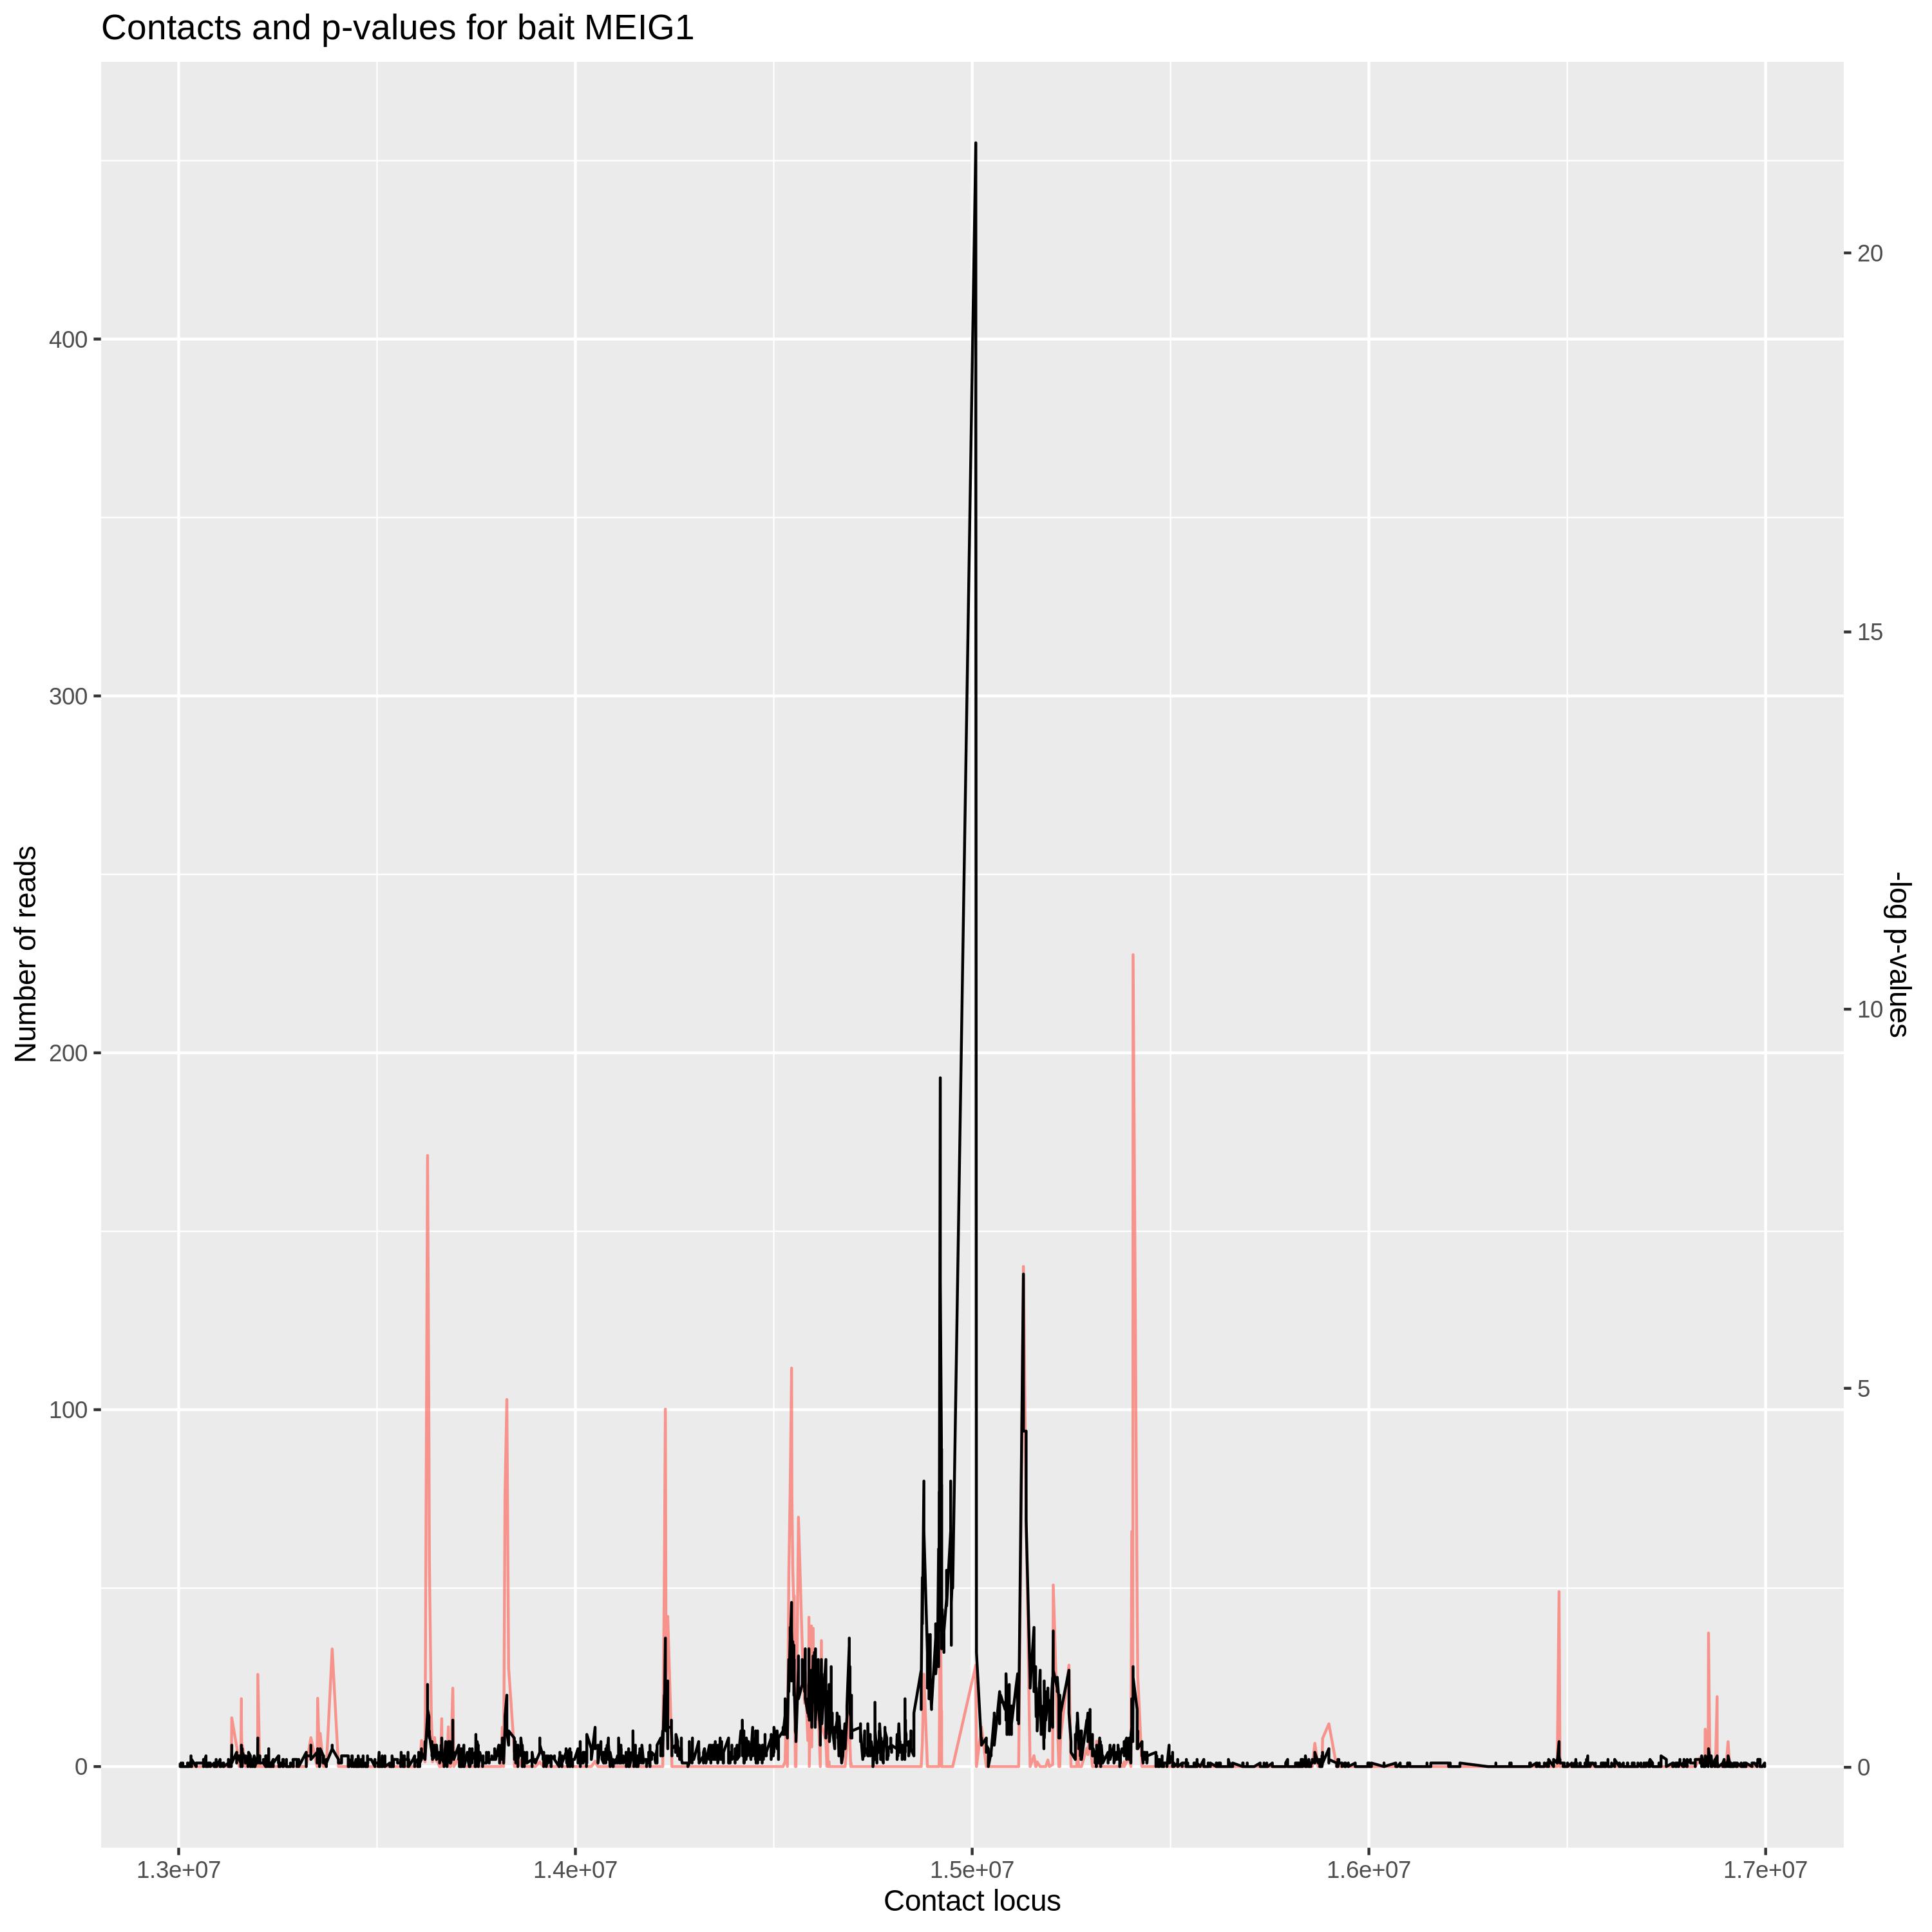 Contacts and p-values for bait MEIG1
400
300
200
100
0
Number of reads
20
15
10
5
0
-log p-values
1.3e+07 1.4e+07 1.5e+07 1.6e+07 1.7e+07
Contact locus